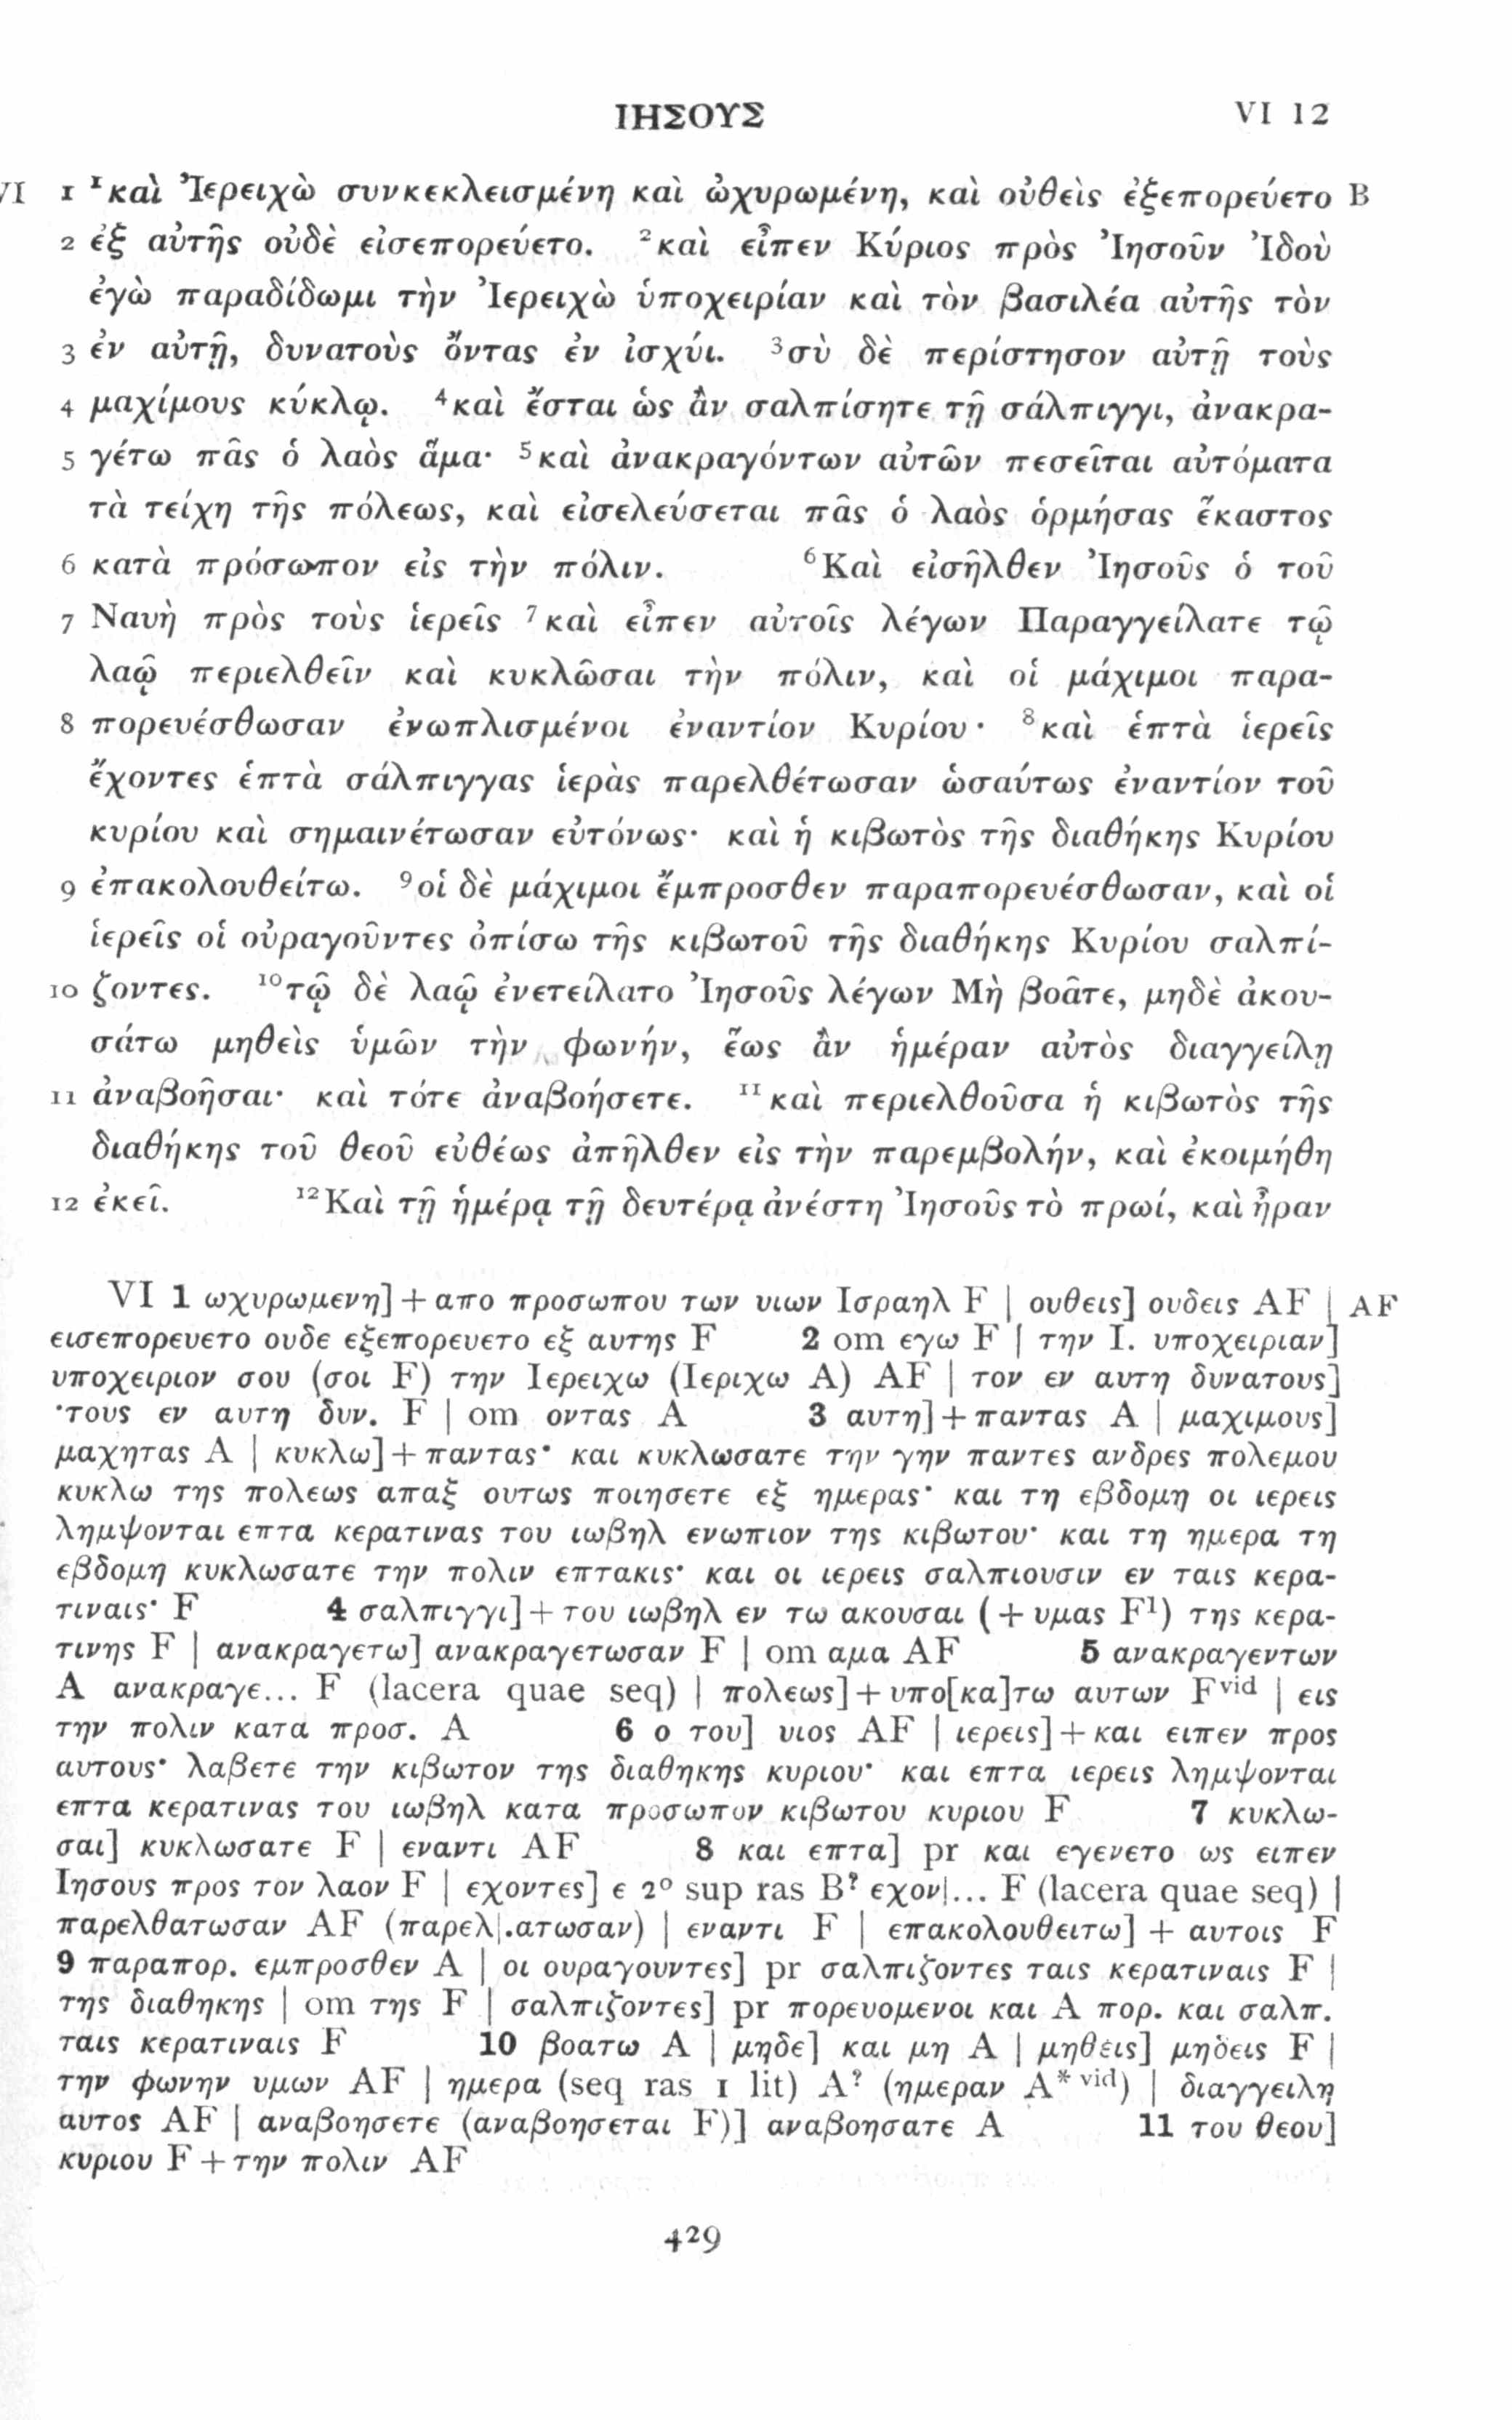 ΙΗΣΟΥΣ VI 12
VI 1 ¹καὶ Ἰερειχὼ συνκεκλεισμένη καὶ ὠχυρωμένη, καὶ οὐθεὶς ἐξεπορεύετο B
2 ἐξ αὐτῆς οὐδὲ εἰσεπορεύετο. ²καὶ εἶπεν Κύριος πρὸς Ἰησοῦν Ἰδοὺ
ἐγὼ παραδίδωμι τὴν Ἰερειχὼ ὑποχειρίαν καὶ τὸν βασιλέα αὐτῆς τὸν
3 ἐν αὐτῇ, δυνατοὺς ὄντας ἐν ἰσχύι. ³σὺ δὲ περίστησον αὐτῇ τοὺς
4 μαχίμους κύκλῳ. ⁴καὶ ἔσται ὡς ἂν σαλπίσητε τῇ σάλπιγγι, ἀνακρα-
5 γέτω πᾶς ὁ λαὸς ἅμα· ⁵καὶ ἀνακραγόντων αὐτῶν πεσεῖται αὐτόματα
τὰ τείχη τῆς πόλεως, καὶ εἰσελεύσεται πᾶς ὁ λαὸς ὁρμήσας ἕκαστος
6 κατὰ πρόσωπον εἰς τὴν πόλιν. ⁶Καὶ εἰσῆλθεν Ἰησοῦς ὁ τοῦ
7 Ναυὴ πρὸς τοὺς ἱερεῖς ⁷καὶ εἶπεν αὐτοῖς λέγων Παραγγείλατε τῷ
λαῷ περιελθεῖν καὶ κυκλῶσαι τὴν πόλιν, καὶ οἱ μάχιμοι παρα-
8 πορευέσθωσαν ἐνωπλισμένοι ἐναντίον Κυρίου· ⁸καὶ ἑπτὰ ἱερεῖς
ἔχοντες ἑπτὰ σάλπιγγας ἱερὰς παρελθέτωσαν ὡσαύτως ἐναντίον τοῦ
κυρίου καὶ σημαινέτωσαν εὐτόνως· καὶ ἡ κιβωτὸς τῆς διαθήκης Κυρίου
9 ἐπακολουθείτω. ⁹οἱ δὲ μάχιμοι ἔμπροσθεν παραπορευέσθωσαν, καὶ οἱ
ἱερεῖς οἱ οὐραγοῦντες ὀπίσω τῆς κιβωτοῦ τῆς διαθήκης Κυρίου σαλπί-
10 ζοντες. ¹⁰τῷ δὲ λαῷ ἐνετείλατο Ἰησοῦς λέγων Μὴ βοᾶτε, μηδὲ ἀκου-
σάτω μηθεὶς ὑμῶν τὴν φωνήν, ἕως ἂν ἡμέραν αὐτὸς διαγγείλῃ
11 ἀναβοῆσαι· καὶ τότε ἀναβοήσετε. ¹¹καὶ περιελθοῦσα ἡ κιβωτὸς τῆς
διαθήκης τοῦ θεοῦ εὐθέως ἀπῆλθεν εἰς τὴν παρεμβολήν, καὶ ἐκοιμήθη
12 ἐκεῖ. ¹²Καὶ τῇ ἡμέρᾳ τῇ δευτέρᾳ ἀνέστη Ἰησοῦς τὸ πρωί, καὶ ἦραν
VI 1 ωχυρωμενη] + απο προσωπου των υιων Ισραηλ F | ουθεις] ουδεις AF | AF
εισεπορευετο ουδε εξεπορευετο εξ αυτης F 2 om εγω F | την Ι. υποχειριαν]
υποχειριον σου (σοι F) την Ιερειχω (Ιεριχω A) AF | τον εν αυτη δυνατους]
τους εν αυτη δυν. F | om οντας A 3 αυτη] + παντας A | μαχιμους]
μαχητας A | κυκλω] + παντας· και κυκλωσατε την γην παντες ανδρες πολεμου
κυκλω της πολεως απαξ ουτως ποιησετε εξ ημερας· και τη εβδομη οι ιερεις
λημψονται επτα κερατινας του ιωβηλ ενωπιον της κιβωτου· και τη ημερα τη
εβδομη κυκλωσατε την πολιν επτακις· και οι ιερεις σαλπιουσιν εν ταις κερα-
τιναις· F 4 σαλπιγγι] + του ιωβηλ εν τω ακουσαι (+ υμας F¹) της κερα-
τινης F | ανακραγετω] ανακραγετωσαν F | om αμα AF 5 ανακραγεντων
A ανακραγε... F (lacera quae seq) | πολεως] + υπο[κα]τω αυτων Fᵛⁱᵈ | εις
την πολιν κατα προσ. A 6 ο του] υιος AF | ιερεις] + και ειπεν προς
αυτους· λαβετε την κιβωτον της διαθηκης κυριου· και επτα ιερεις λημψονται
επτα κερατινας του ιωβηλ κατα προσωπον κιβωτου κυριου F 7 κυκλω-
σαι] κυκλωσατε F | εναντι AF 8 και επτα] pr και εγενετο ως ειπεν
Ιησους προς τον λαον F | εχοντες] ε 2º sup ras B? εχον|... F (lacera quae seq) |
παρελθατωσαν AF (παρελ|.ατωσαν) | εναντι F | επακολουθειτω] + αυτοις F
9 παραπορ. εμπροσθεν A | οι ουραγουντες] pr σαλπιζοντες ταις κερατιναις F |
της διαθηκης | om της F | σαλπιζοντες] pr πορευομενοι και A πορ. και σαλπ.
ταις κερατιναις F 10 βοατω A | μηδε] και μη A | μηθεις] μηδεις F |
την φωνην υμων AF | ημερα (seq ras 1 lit) A? (ημεραν A* ᵛⁱᵈ) | διαγγειλη
αυτος AF | αναβοησετε (αναβοησεται F)] αναβοησατε A 11 του θεου]
κυριου F + την πολιν AF
429